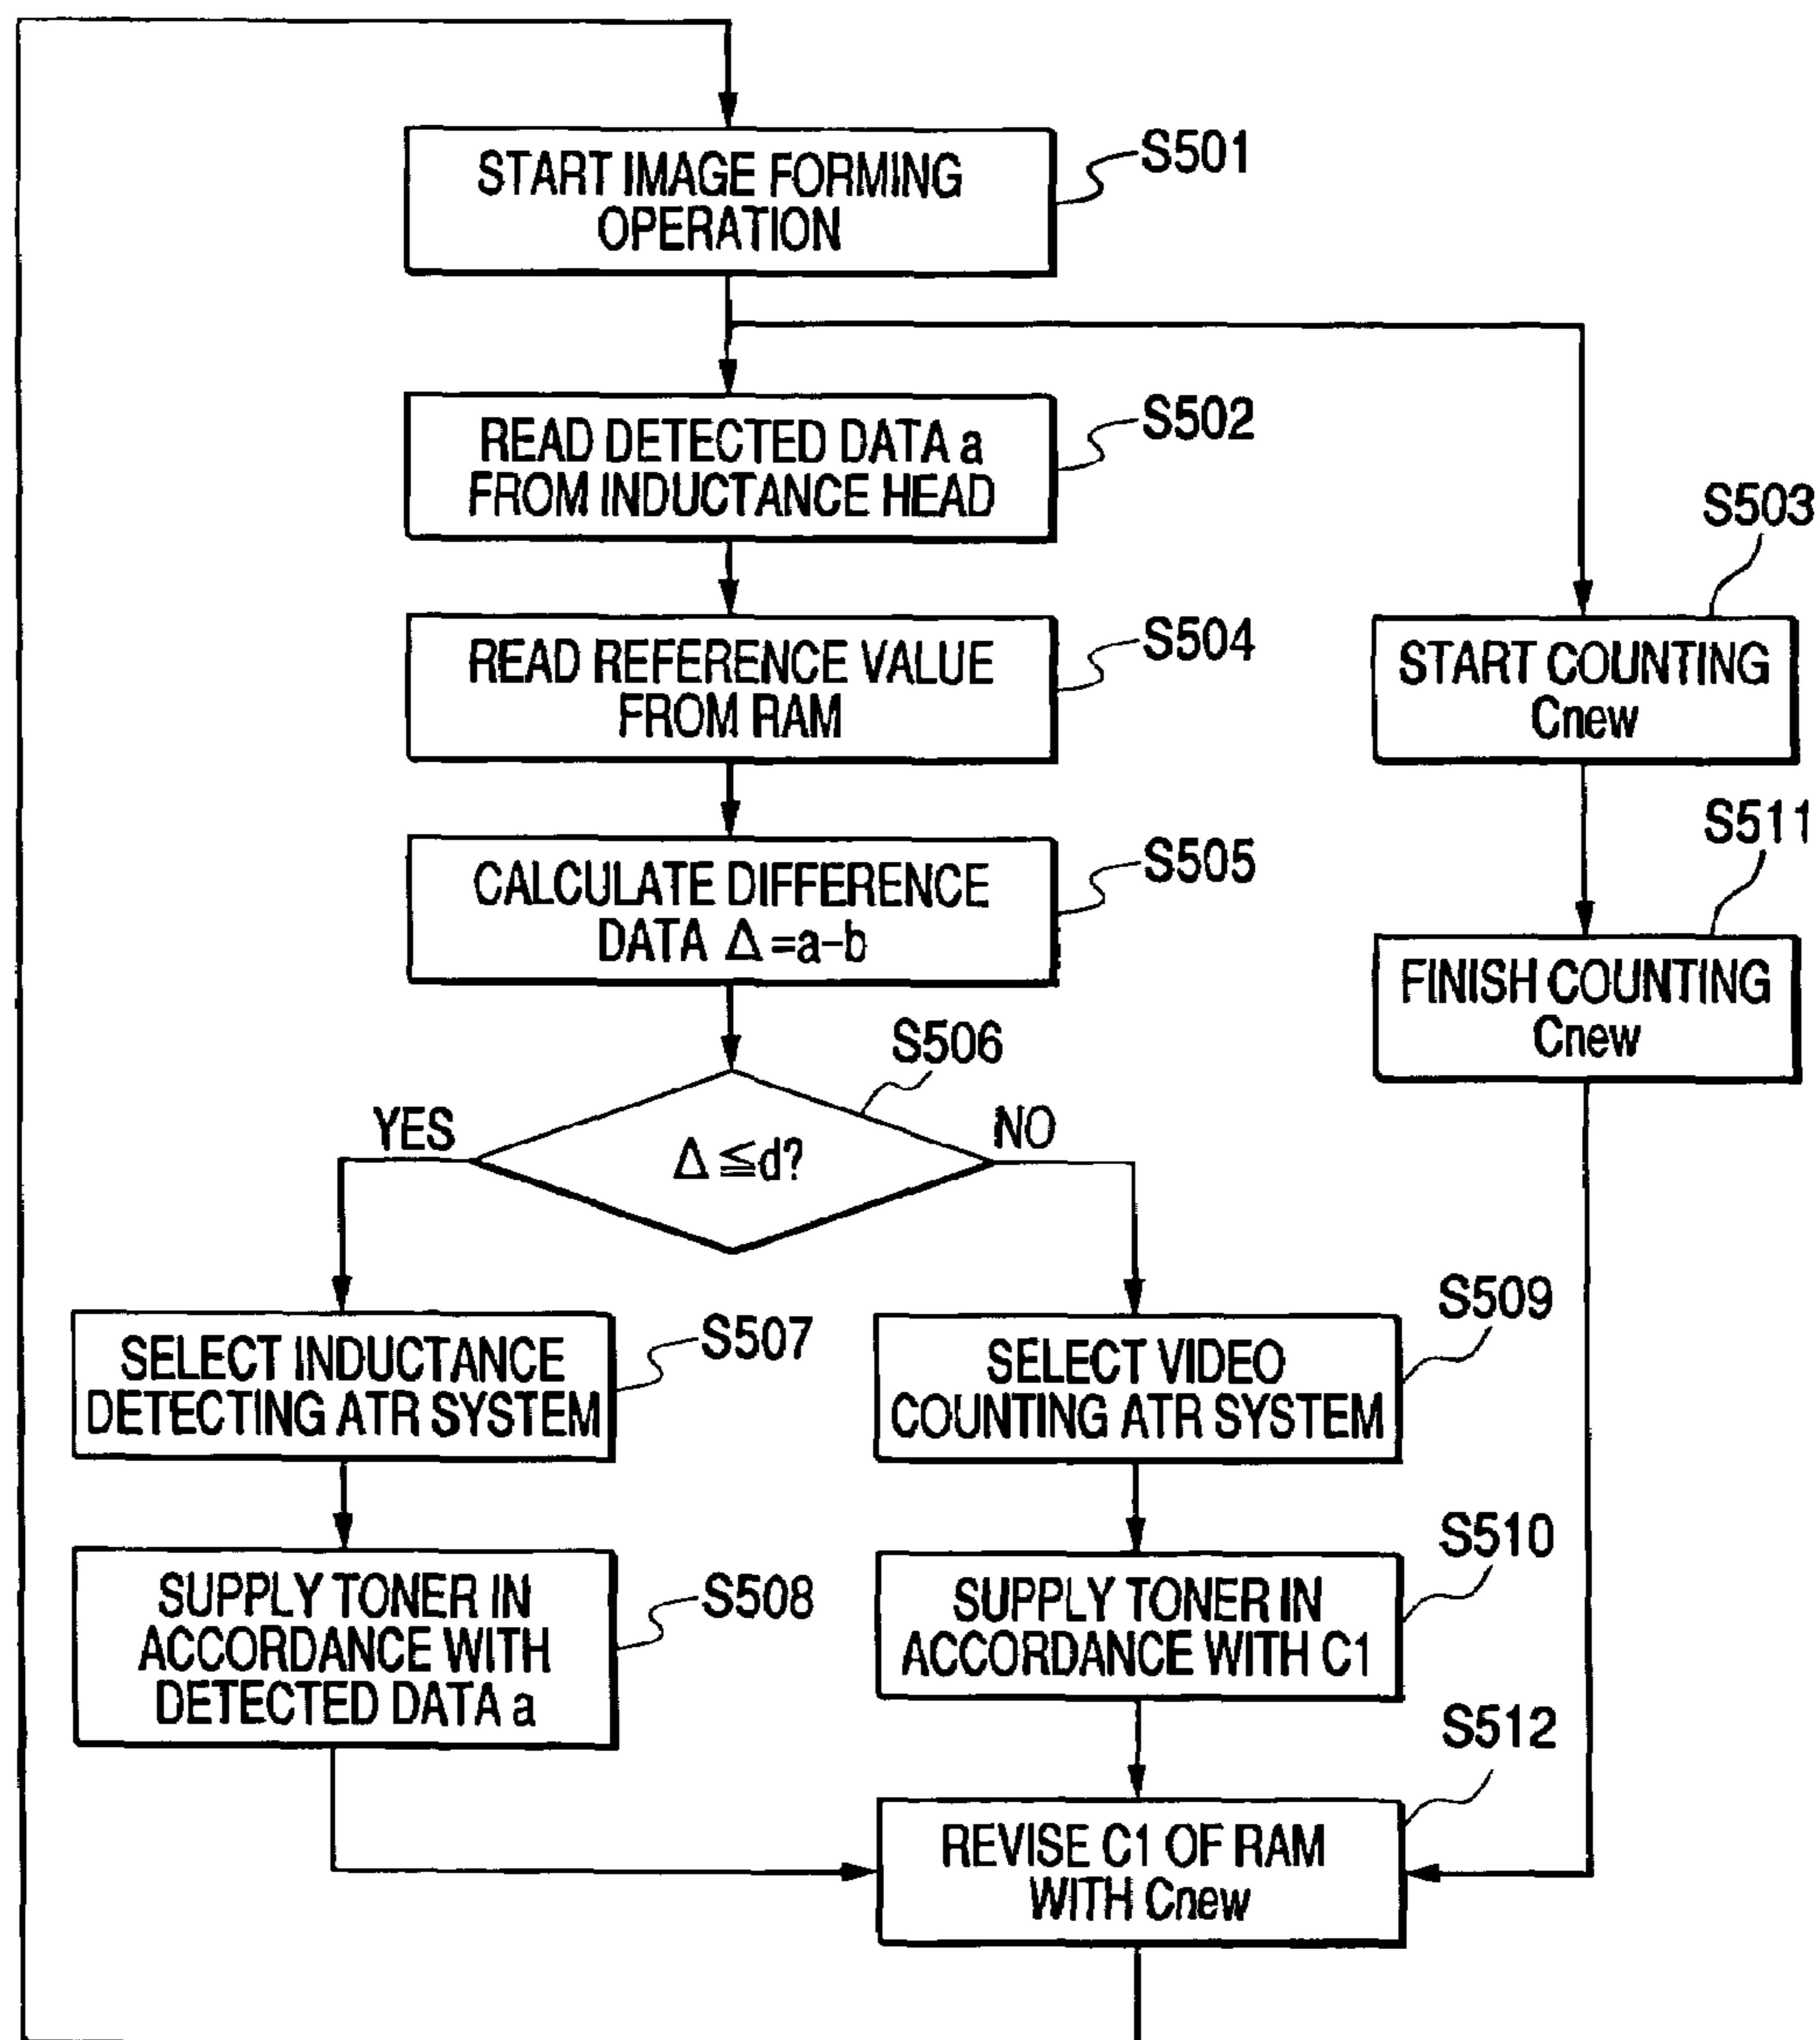 START IMAGE FORMING
OPERATION
S501
READ DETECTED DATA a
FROM INDUCTANCE HEAD
S502
S503
START COUNTING
Cnew
READ REFERENCE VALUE
FROM RAM
S504
CALCULATE DIFFERENCE
DATA Δ=a-b
S505
S511
FINISH COUNTING
Cnew
S506
YES
Δ≦d?
NO
SELECT INDUCTANCE
DETECTING ATR SYSTEM
S507
SELECT VIDEO
COUNTING ATR SYSTEM
S509
SUPPLY TONER IN
ACCORDANCE WITH
DETECTED DATA a
S508
SUPPLY TONER IN
ACCORDANCE WITH C1
S510
S512
REVISE C1 OF RAM
WITH Cnew